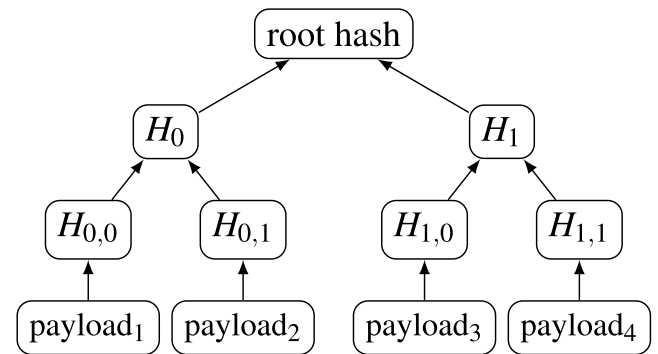 root hash
H₀ H₁
H₀,₀ H₀,₁ H₁,₀ H₁,₁
payload₁ payload₂ payload₃ payload₄